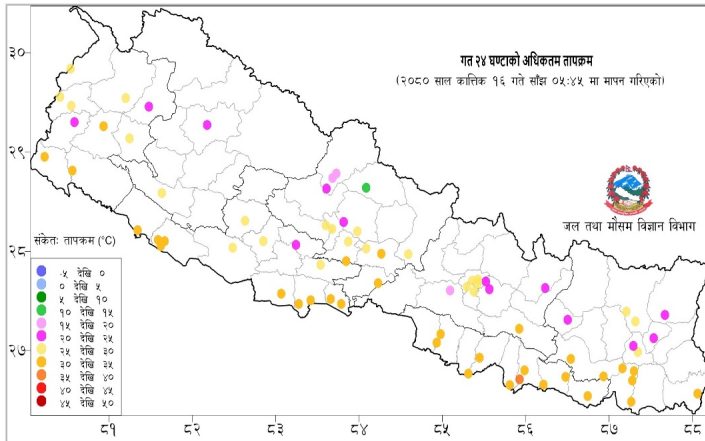 गत २४ घण्टाको अधिकतम तापक्रम
(२०८० साल कात्तिक १६ गते साँझ ०५:४५ मा मापन गरिएको)
३०
२९
२८
२७
जल तथा मौसम विज्ञान विभाग
संकेतः तापक्रम (°C)
-५ देखि ०
० देखि ५
५ देखि १०
१० देखि १५
१५ देखि २०
२० देखि २५
२५ देखि ३०
३० देखि ३५
३५ देखि ४०
४० देखि ४५
४५ देखि ५०
८१ ८२ ८३ ८४ ८५ ८६ ८७ ८८